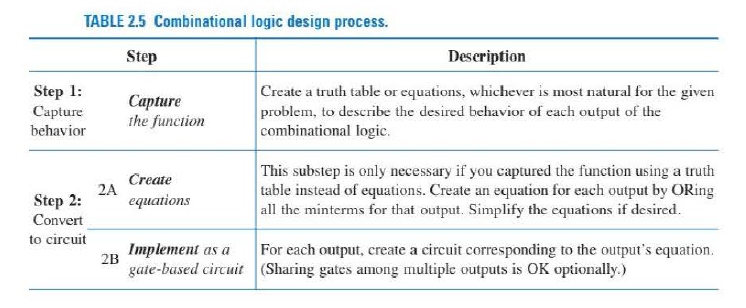 TABLE 2.5 Combinational logic design process.
Step Description
Step 1:
Capture
behavior
Capture
the function
Create a truth table or equations, whichever is most natural for the given
problem, to describe the desired behavior of each output of the
combinational logic.
Step 2:
Convert
to circuit
2A
Create
equations
This substep is only necessary if you captured the function using a truth
table instead of equations. Create an equation for each output by ORing
all the minterms for that output. Simplify the equations if desired.
2B
Implement as a
gate-based circuit
For each output, create a circuit corresponding to the output's equation.
(Sharing gates among multiple outputs is OK optionally.)